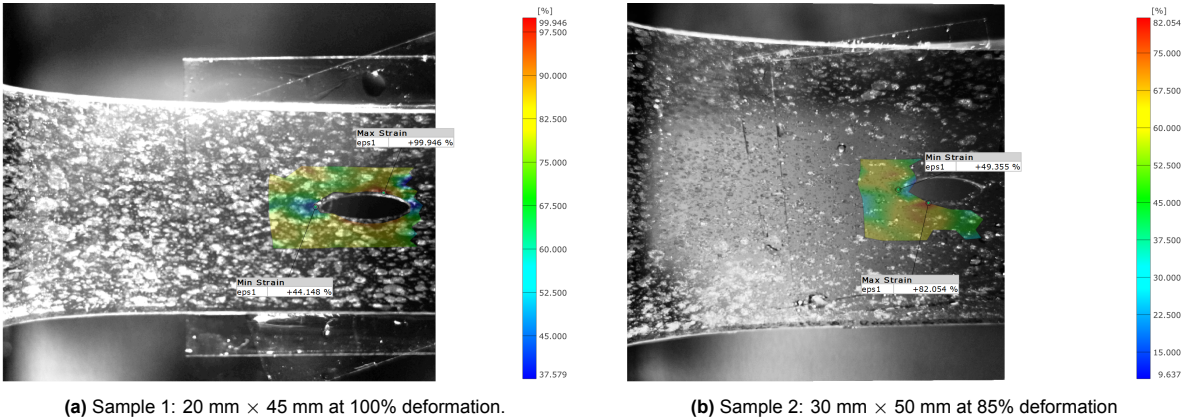 [%]
99.946
97.500
90.000
82.500
75.000
67.500
60.000
52.500
45.000
37.579
Max Strain
eps1 +99.946 %
Min Strain
eps1 +44.148 %
(a) Sample 1: 20 mm × 45 mm at 100% deformation.
[%]
82.054
75.000
67.500
60.000
52.500
45.000
37.500
30.000
22.500
15.000
9.637
Min Strain
eps1 +49.355 %
Max Strain
eps1 +82.054 %
(b) Sample 2: 30 mm × 50 mm at 85% deformation